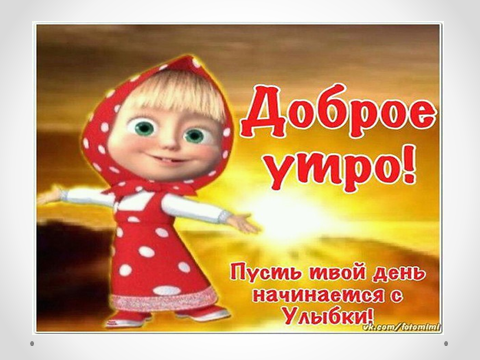 Доброе
утро!
Пусть твой день
начинается с
Улыбки!
vk.com/fotomimi